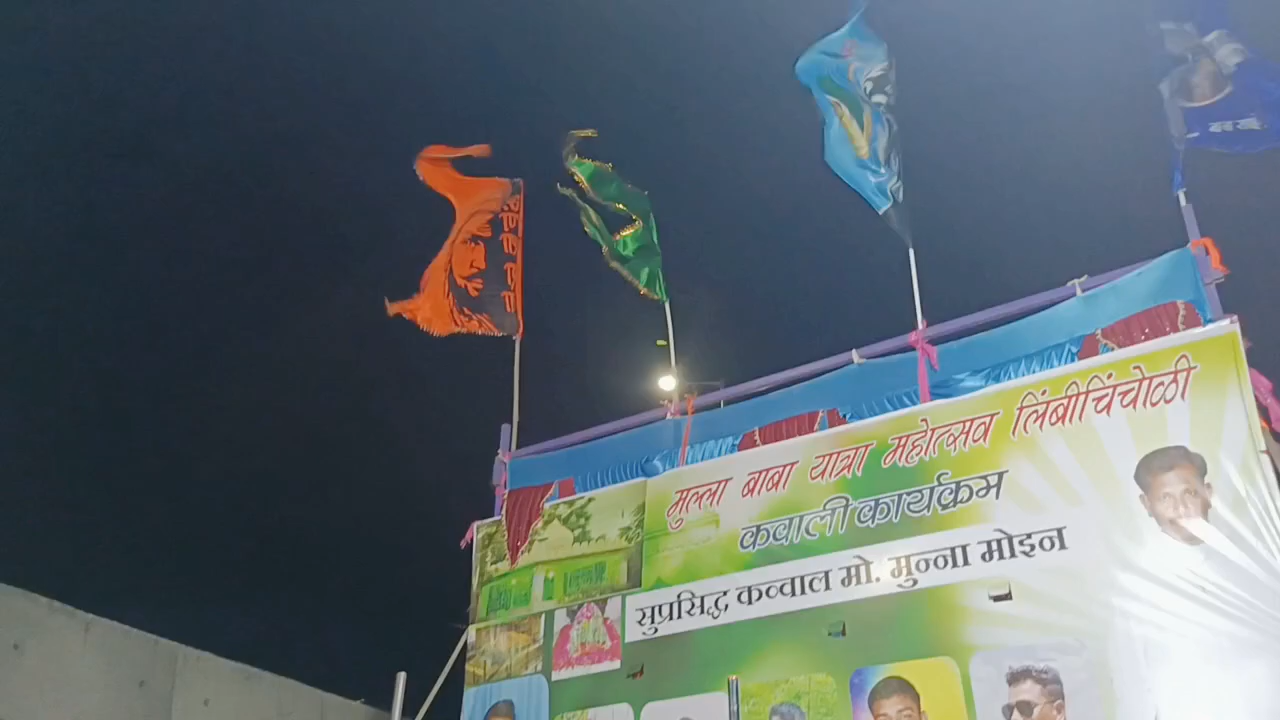 मुल्ला बाबा यात्रा महोत्सव लिंबीचिंचोळी
कवाली कार्यक्रम
सुप्रसिद्ध कव्वाल मो. मुन्ना मोइन